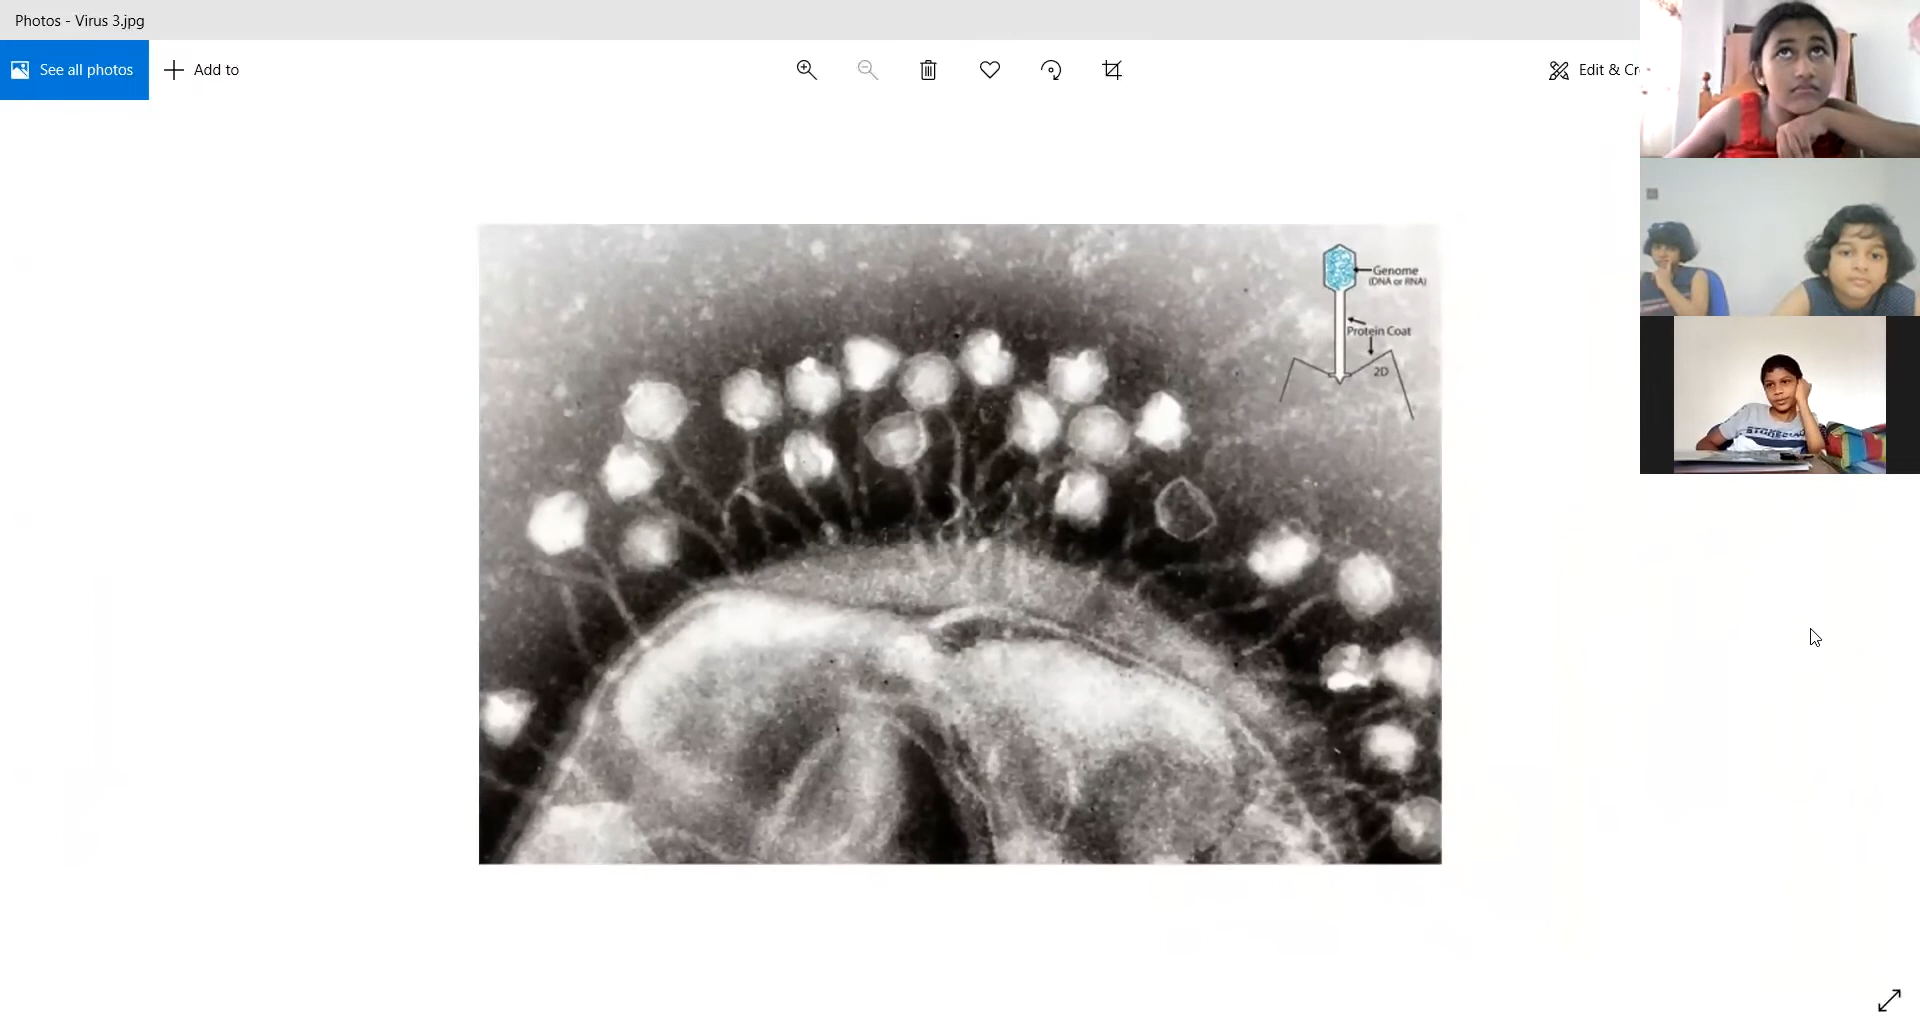 Photos - Virus 3.jpg
See all photos
Add to
Edit & Cr
Genome
(DNA or RNA)
Protein Coat
2D